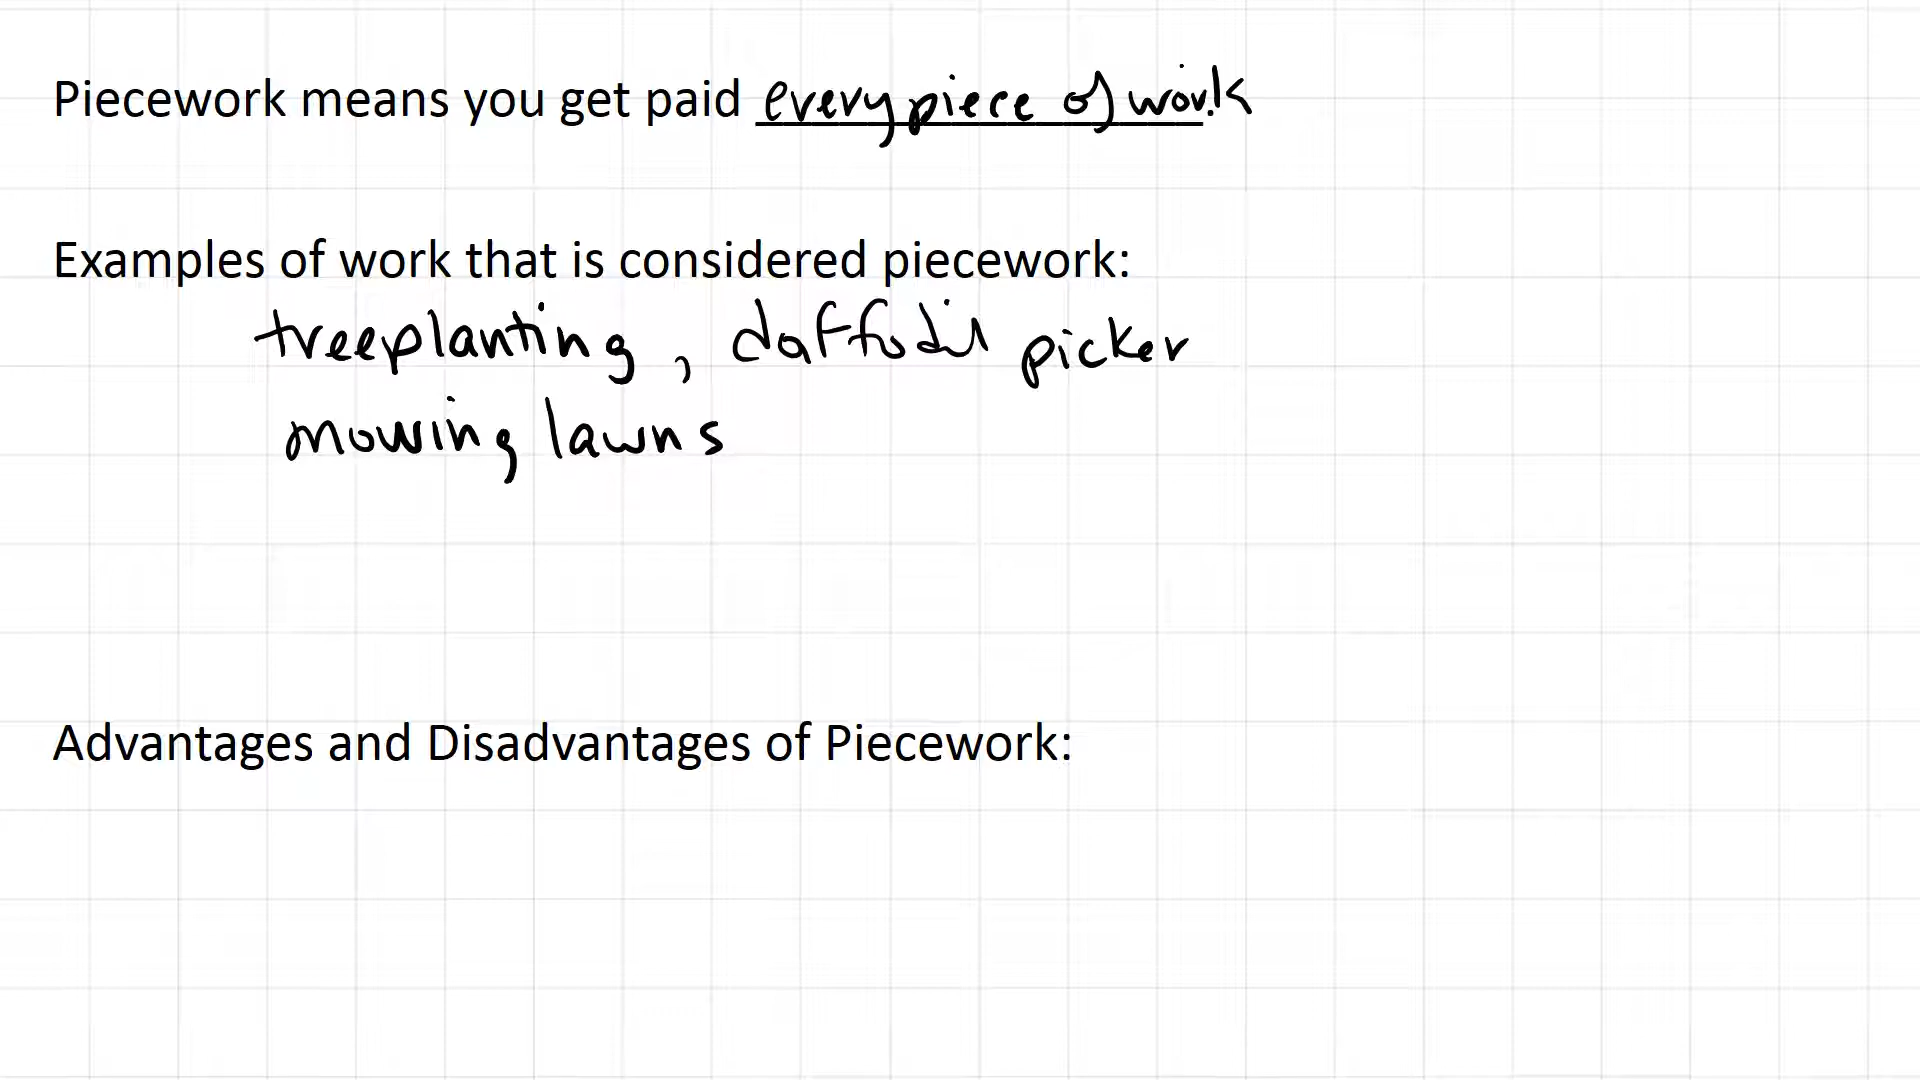 Piecework means you get paid every piece of work.
Examples of work that is considered piecework:
treeplanting, daffodil picker
mowing lawns
Advantages and Disadvantages of Piecework: